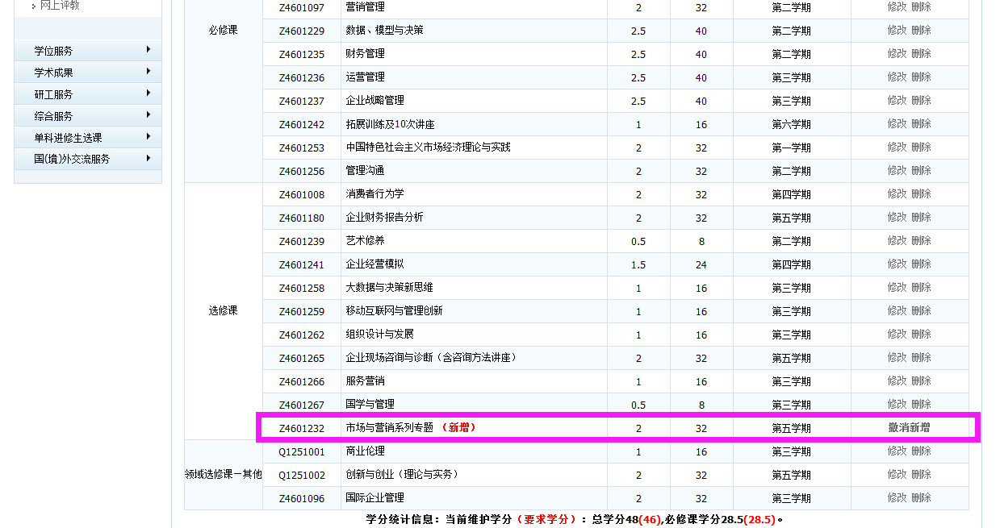 网上评教
学位服务
学术成果
研工服务
综合服务
单科进修生选课
国(境)外交流服务
Z4601097 营销管理 2 32 第二学期 修改 删除
必修课 Z4601229 数据、模型与决策 2.5 40 第二学期 修改 删除
Z4601235 财务管理 2.5 40 第二学期 修改 删除
Z4601236 运营管理 2.5 40 第三学期 修改 删除
Z4601237 企业战略管理 2.5 40 第三学期 修改 删除
Z4601242 拓展训练及10次讲座 1 16 第六学期 修改 删除
Z4601253 中国特色社会主义市场经济理论与实践 2 32 第一学期 修改 删除
Z4601256 管理沟通 2 32 第二学期 修改 删除
Z4601008 消费者行为学 2 32 第四学期 修改 删除
Z4601180 企业财务报告分析 2 32 第五学期 修改 删除
Z4601239 艺术修养 0.5 8 第二学期 修改 删除
Z4601241 企业经营模拟 1.5 24 第四学期 修改 删除
Z4601258 大数据与决策新思维 1 16 第三学期 修改 删除
选修课 Z4601259 移动互联网与管理创新 1 16 第三学期 修改 删除
Z4601262 组织设计与发展 1 16 第三学期 修改 删除
Z4601265 企业现场咨询与诊断（含咨询方法讲座） 2 32 第五学期 修改 删除
Z4601266 服务营销 1 16 第三学期 修改 删除
Z4601267 国学与管理 0.5 8 第三学期 修改 删除
Z4601232 市场与营销系列专题 （新增） 2 32 第五学期 撤消新增
Q1251001 商业伦理 1 16 第三学期 修改 删除
领域选修课－其他 Q1251002 创新与创业（理论与实务） 2 32 第五学期 修改 删除
Z4601096 国际企业管理 2 32 第三学期 修改 删除
学分统计信息：当前维护学分（要求学分）：总学分48(46),必修课学分28.5(28.5)。